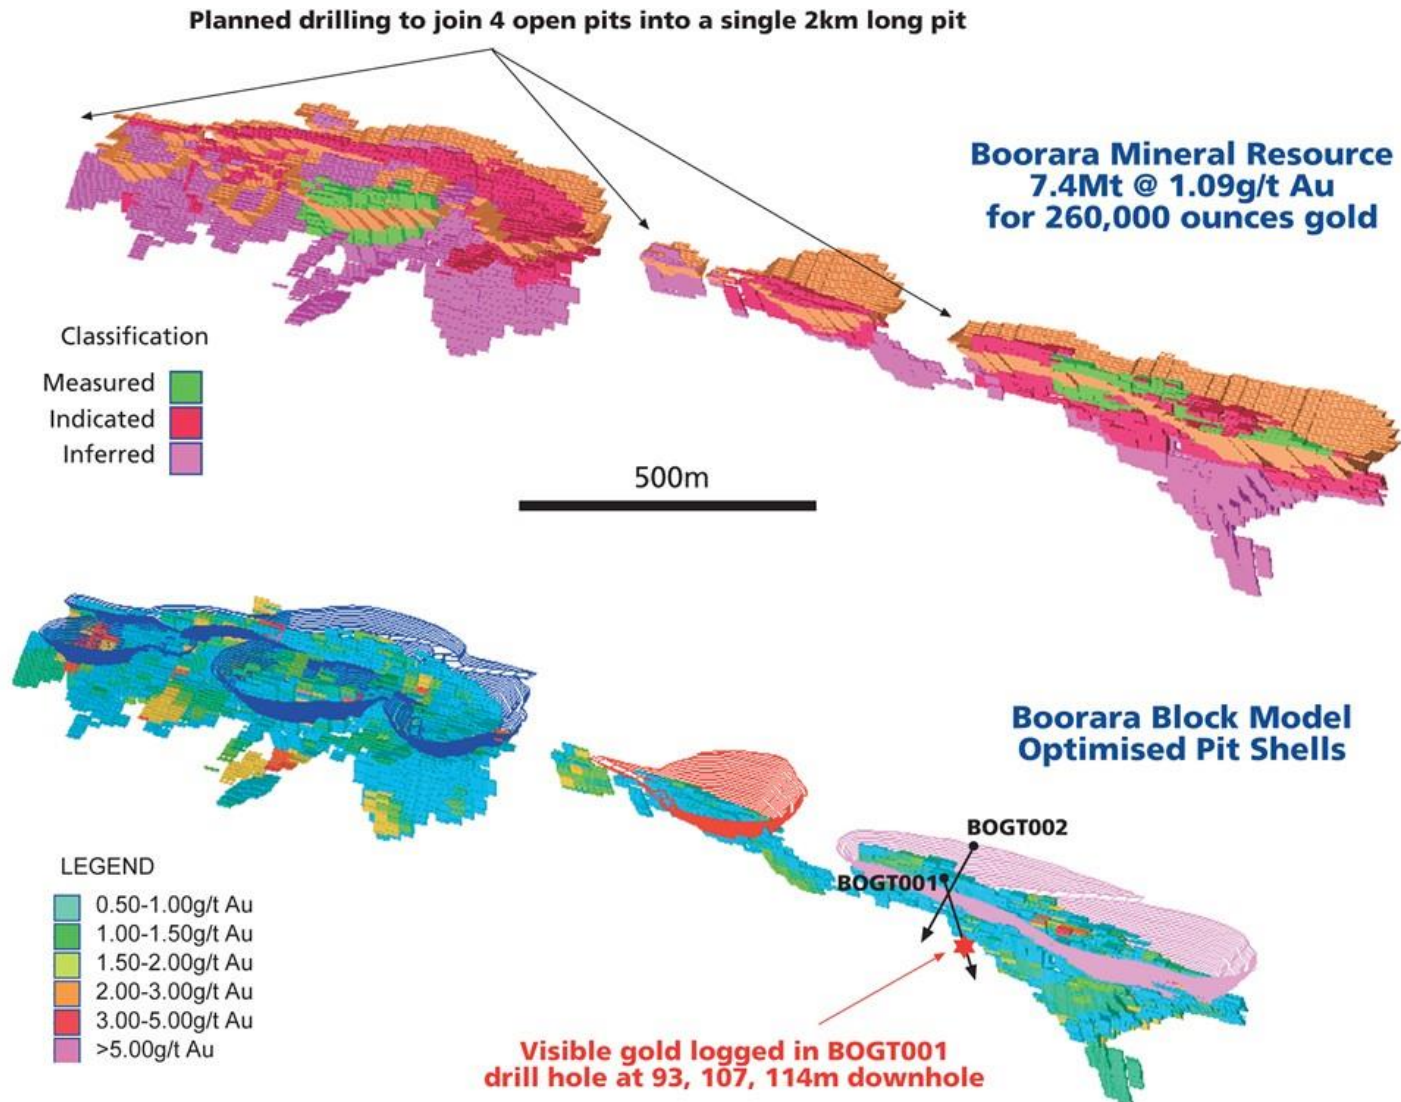 Planned drilling to join 4 open pits into a single 2km long pit
Boorara Mineral Resource
7.4Mt @ 1.09g/t Au
for 260,000 ounces gold
Classification
Measured
Indicated
Inferred
500m
Boorara Block Model
Optimised Pit Shells
BOGT002
BOGT001
LEGEND
0.50-1.00g/t Au
1.00-1.50g/t Au
1.50-2.00g/t Au
2.00-3.00g/t Au
3.00-5.00g/t Au
>5.00g/t Au
Visible gold logged in BOGT001
drill hole at 93, 107, 114m downhole